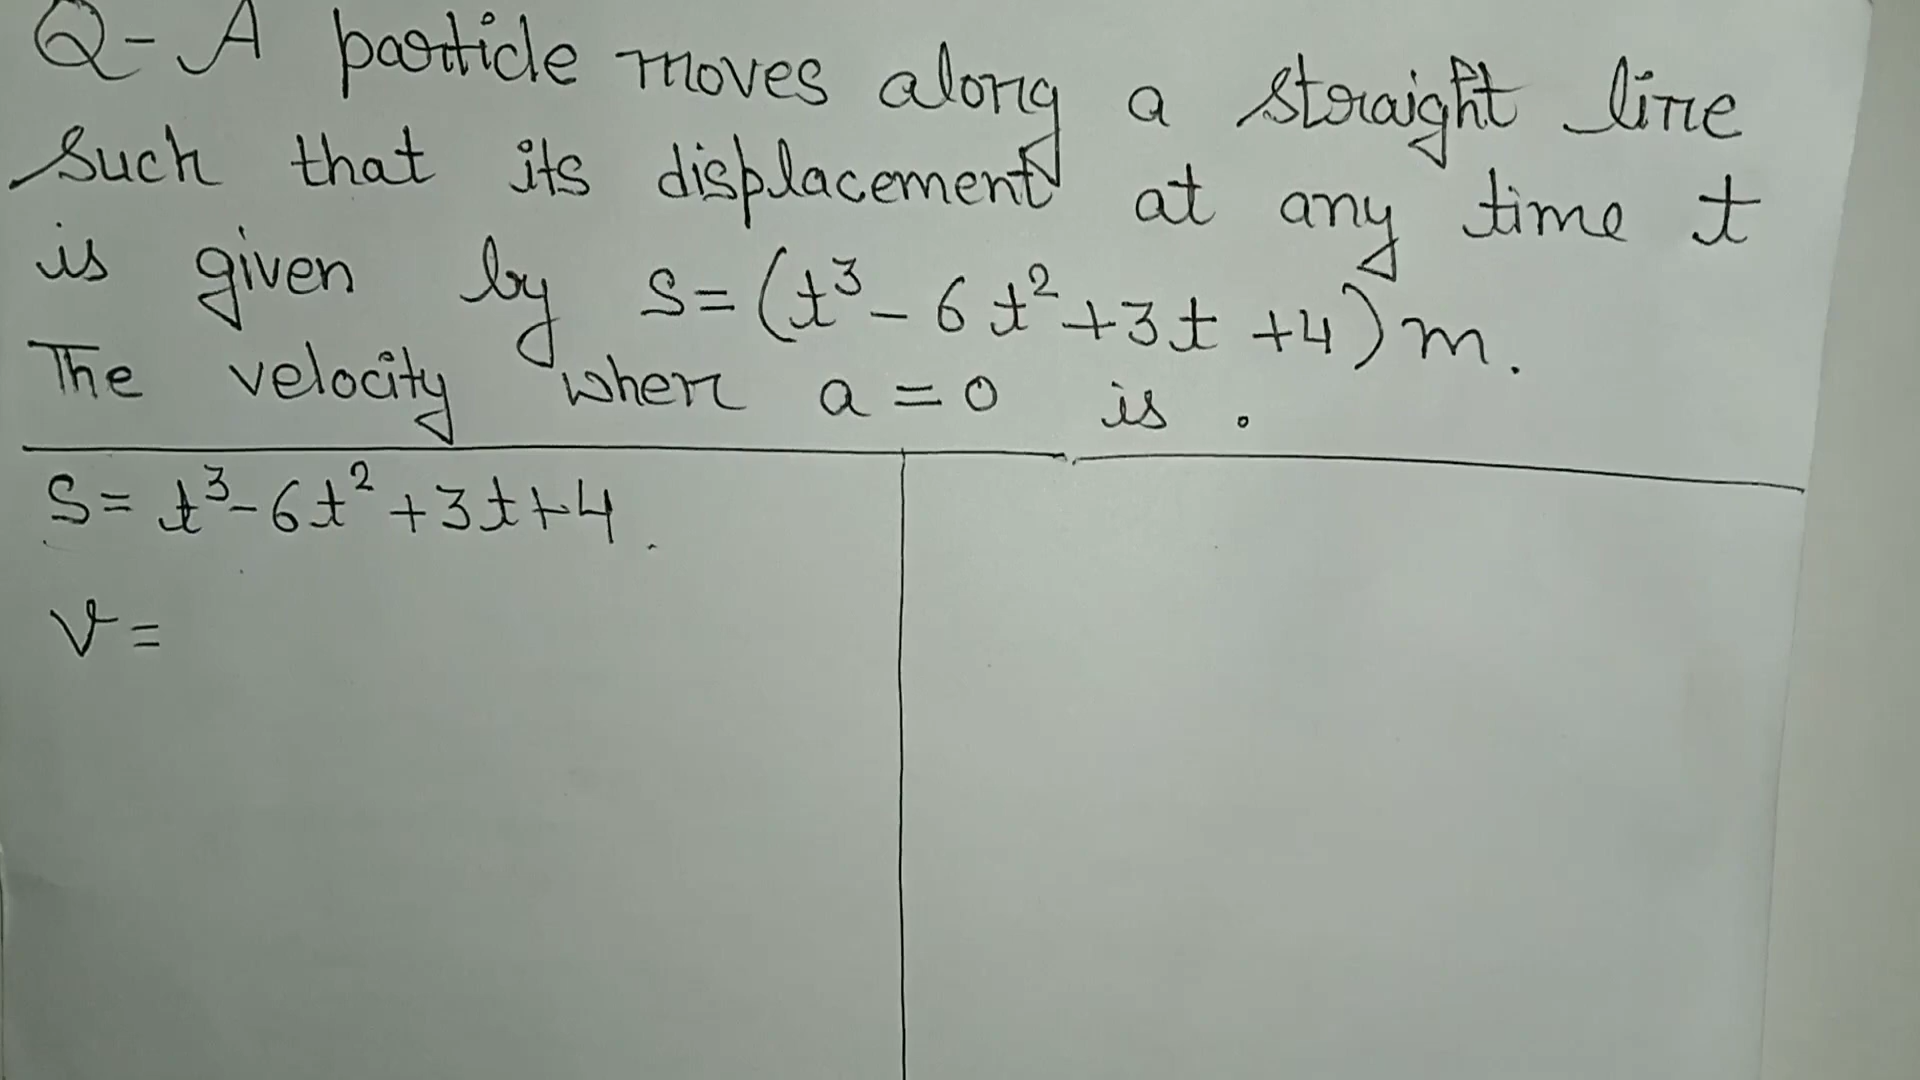 Q- A particle moves along a straight line
such that its displacement at any time t
is given by S=(t³-6t²+3t+4)m.
The velocity when a=0 is .
S= t³-6t²+3t+4
v=